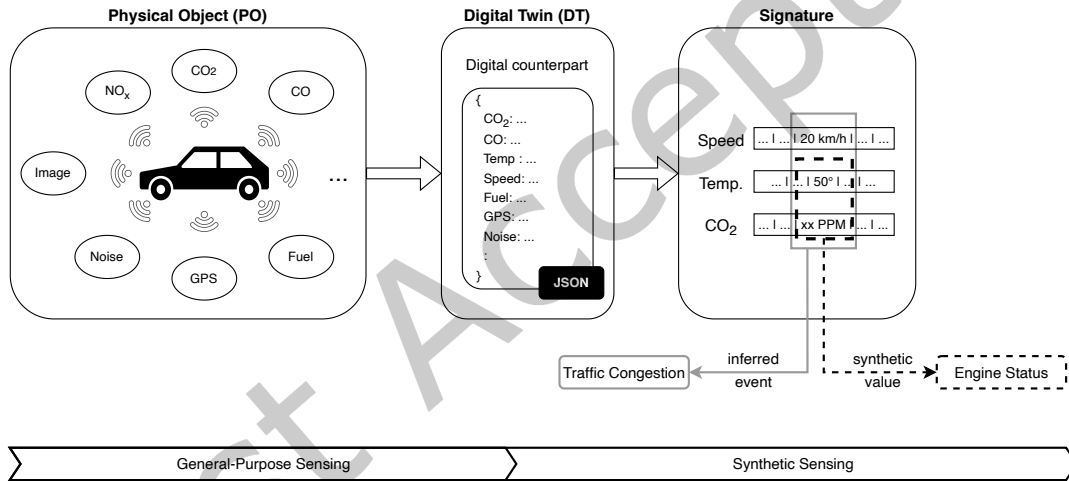 Physical Object (PO)
Digital Twin (DT)
Signature
CO2
NOx
CO
Image
...
Noise
GPS
Fuel
Digital counterpart
{
CO2: ...
CO: ...
Temp : ...
Speed: ...
Fuel: ...
GPS: ...
Noise: ...
:
}
JSON
Speed ... | ... | 20 km/h | ... | ...
Temp. ... | ... | 50° | ... | ...
CO2 ... | ... | xx PPM | ... | ...
Traffic Congestion
inferred
event
synthetic
value
Engine Status
General-Purpose Sensing
Synthetic Sensing
st Accept